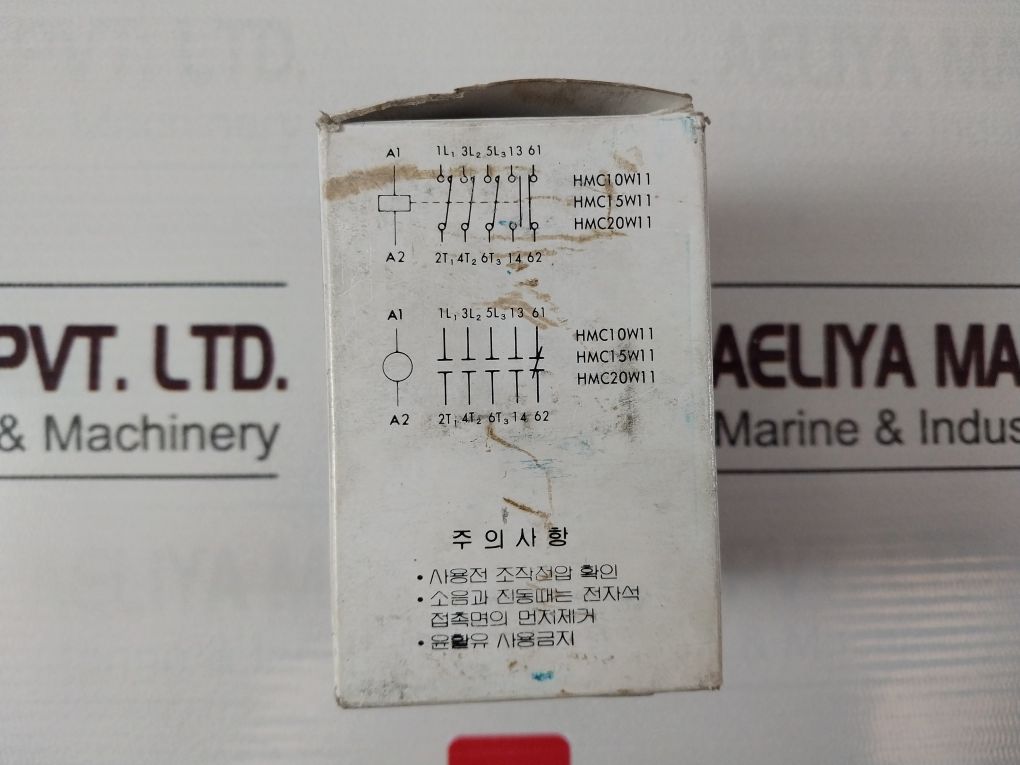 A1 1L1 3L2 5L3 13 61
HMC10W11
HMC15W11
HMC20W11
A2 2T1 4T2 6T3 14 62
A1 1L1 3L2 5L3 13 61
HMC10W11
HMC15W11
HMC20W11
A2 2T1 4T2 6T3 14 62
주의사항
• 사용전 조작전압 확인
• 소음과 진동때는 전자석
접촉면의 먼지제거
• 윤활유 사용금지
PVT. LTD.
& Machinery
AELIYA MA
Marine & Indus